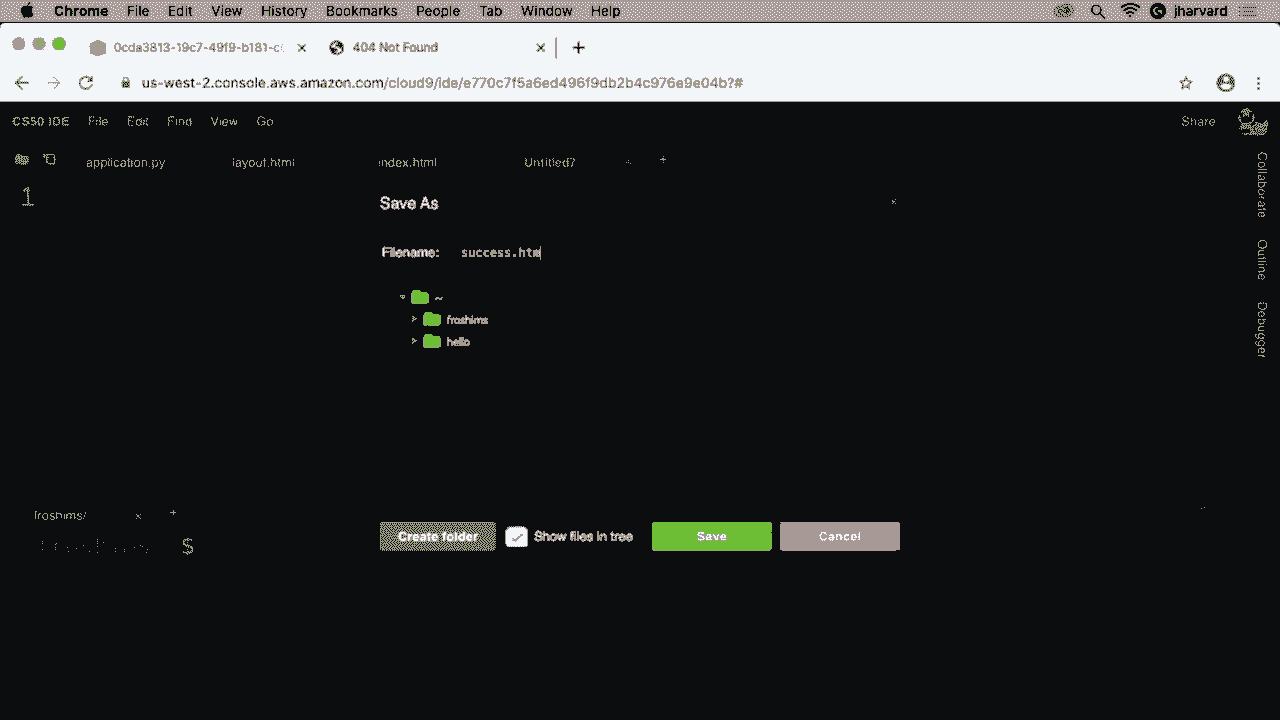 Chrome File Edit View History Bookmarks People Tab Window Help jharvard
0cda3813-19c7-49f9-b181-c 404 Not Found
us-west-2.console.aws.amazon.com/cloud9/ide/e770c7f5a6ed496f9db2b4c976e9e04b?#
CS50 IDE File Edit Find View Go Share
application.py layout.html index.html Untitled7
1
Save As
Filename: success.htm
~
froshims
hello
Collaborate
Outline
Debugger
froshims/
$
Create folder Show files in tree Save Cancel